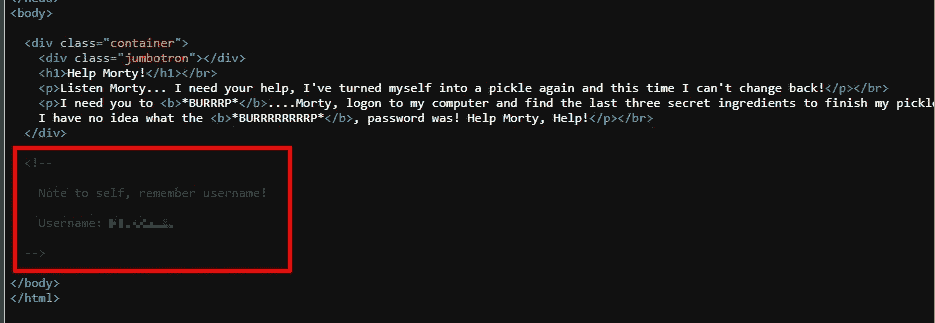 <body>
<div class="container">
<div class="jumbotron"></div>
<h1>Help Morty!</h1></br>
<p>Listen Morty... I need your help, I've turned myself into a pickle again and this time I can't change back!</p></br>
<p>I need you to <b>*BURRRP*</b>....Morty, logon to my computer and find the last three secret ingredients to finish my pickl
I have no idea what the <b>*BURRRRRRRRP*</b>, password was! Help Morty, Help!</p></br>
</div>
<!--
Note to self, remember username!
Username:
-->
</body>
</html>